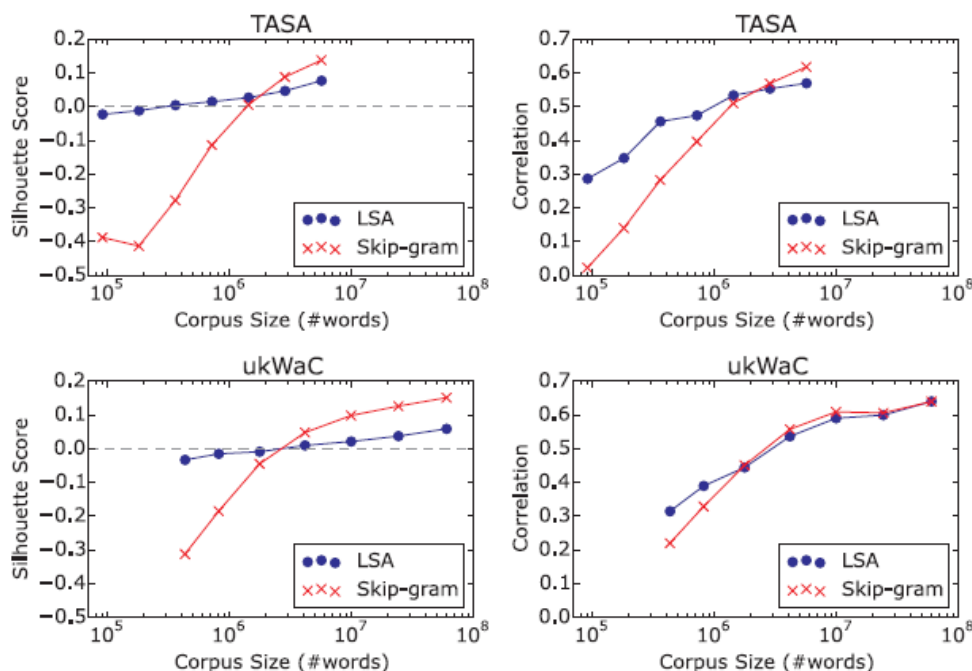 TASA
0.2
0.1
0.0
−0.1
−0.2
−0.3
−0.4
−0.5
Silhouette Score
LSA
Skip-gram
10^5 10^6 10^7 10^8
Corpus Size (#words)
TASA
0.7
0.6
0.5
0.4
0.3
0.2
0.1
0.0
Correlation
LSA
Skip-gram
10^5 10^6 10^7 10^8
Corpus Size (#words)
ukWaC
0.2
0.1
0.0
−0.1
−0.2
−0.3
−0.4
−0.5
Silhouette Score
LSA
Skip-gram
10^5 10^6 10^7 10^8
Corpus Size (#words)
ukWaC
0.7
0.6
0.5
0.4
0.3
0.2
0.1
0.0
Correlation
LSA
Skip-gram
10^5 10^6 10^7 10^8
Corpus Size (#words)